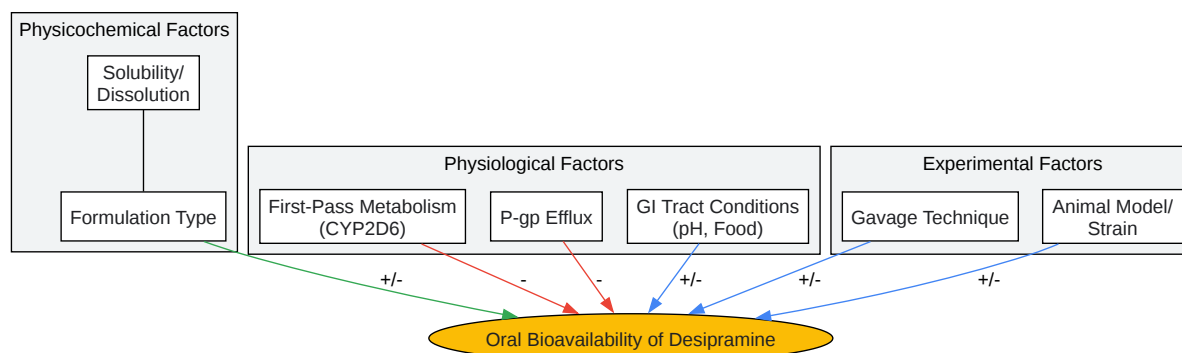 Physicochemical Factors
Solubility/
Dissolution
Formulation Type
Physiological Factors
First-Pass Metabolism
(CYP2D6)
P-gp Efflux
GI Tract Conditions
(pH, Food)
Experimental Factors
Gavage Technique
Animal Model/
Strain
+/-
-
-
+/-
+/-
+/-
Oral Bioavailability of Desipramine